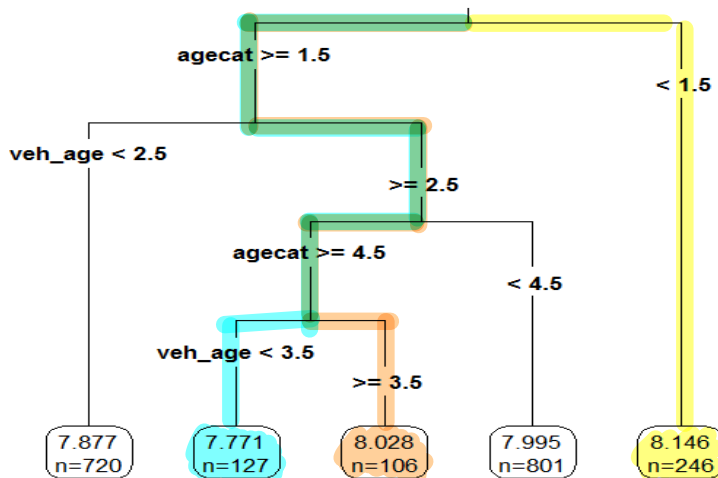 agecat >= 1.5
< 1.5
veh_age < 2.5
>= 2.5
agecat >= 4.5
< 4.5
veh_age < 3.5
>= 3.5
7.877
n=720
7.771
n=127
8.028
n=106
7.995
n=801
8.146
n=246